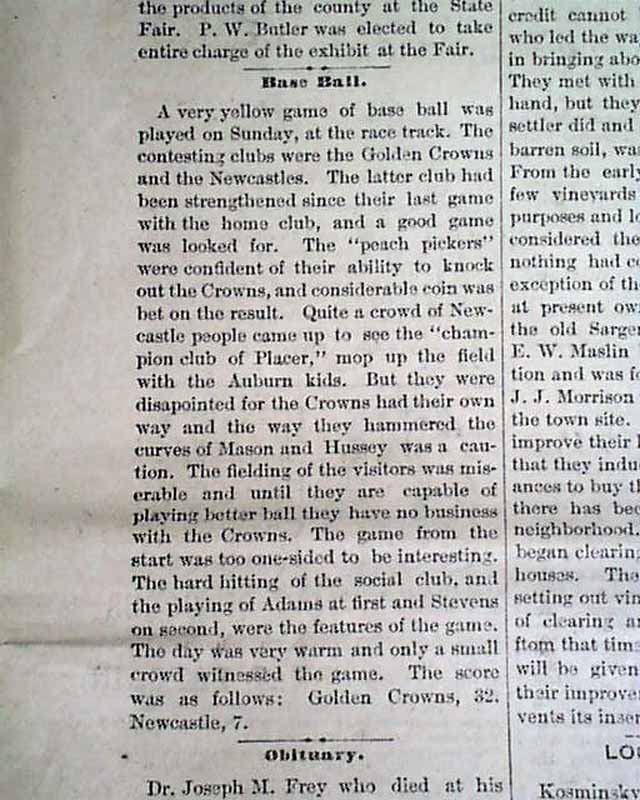 the products of the county at the State
Fair. P. W. Butler was elected to take
entire charge of the exhibit at the Fair.
Base Ball.
A very yellow game of base ball was
played on Sunday, at the race track. The
contesting clubs were the Golden Crowns
and the Newcastles. The latter club had
been strengthened since their last game
with the home club, and a good game
was looked for. The "peach pickers"
were confident of their ability to knock
out the Crowns, and considerable coin was
bet on the result. Quite a crowd of New-
castle people came up to see the "cham-
pion club of Placer," mop up the field
with the Auburn kids. But they were
disapointed for the Crowns had their own
way and the way they hammered the
curves of Mason and Hussey was a cau-
tion. The fielding of the visitors was mis-
erable and until they are capable of
playing better ball they have no business
with the Crowns. The game from the
start was too one-sided to be interesting.
The hard hitting of the social club, and
the playing of Adams at first and Stevens
on second, were the features of the game.
The day was very warm and only a small
crowd witnessed the game. The score
was as follows: Golden Crowns, 32.
Newcastle, 7.
Obituary.
Dr. Joseph M. Frey who died at his
credit cannot
who led the wa
in bringing abo
They met with
hand, but they
settler did and
barren soil, wa
From the earl
few vineyards
purposes and lo
considered the
nothing had c
exception of th
at present ow
the old Sarge
E. W. Maslin
tion and was f
J. J. Morrison
the town site.
improve their l
that they indu
ances to buy t
there has bee
neighborhood.
began clearing
houses. The
setting out vin
of clearing a
ftom that tim
will be given
their improve
vents its inse
LO
Kosminsky